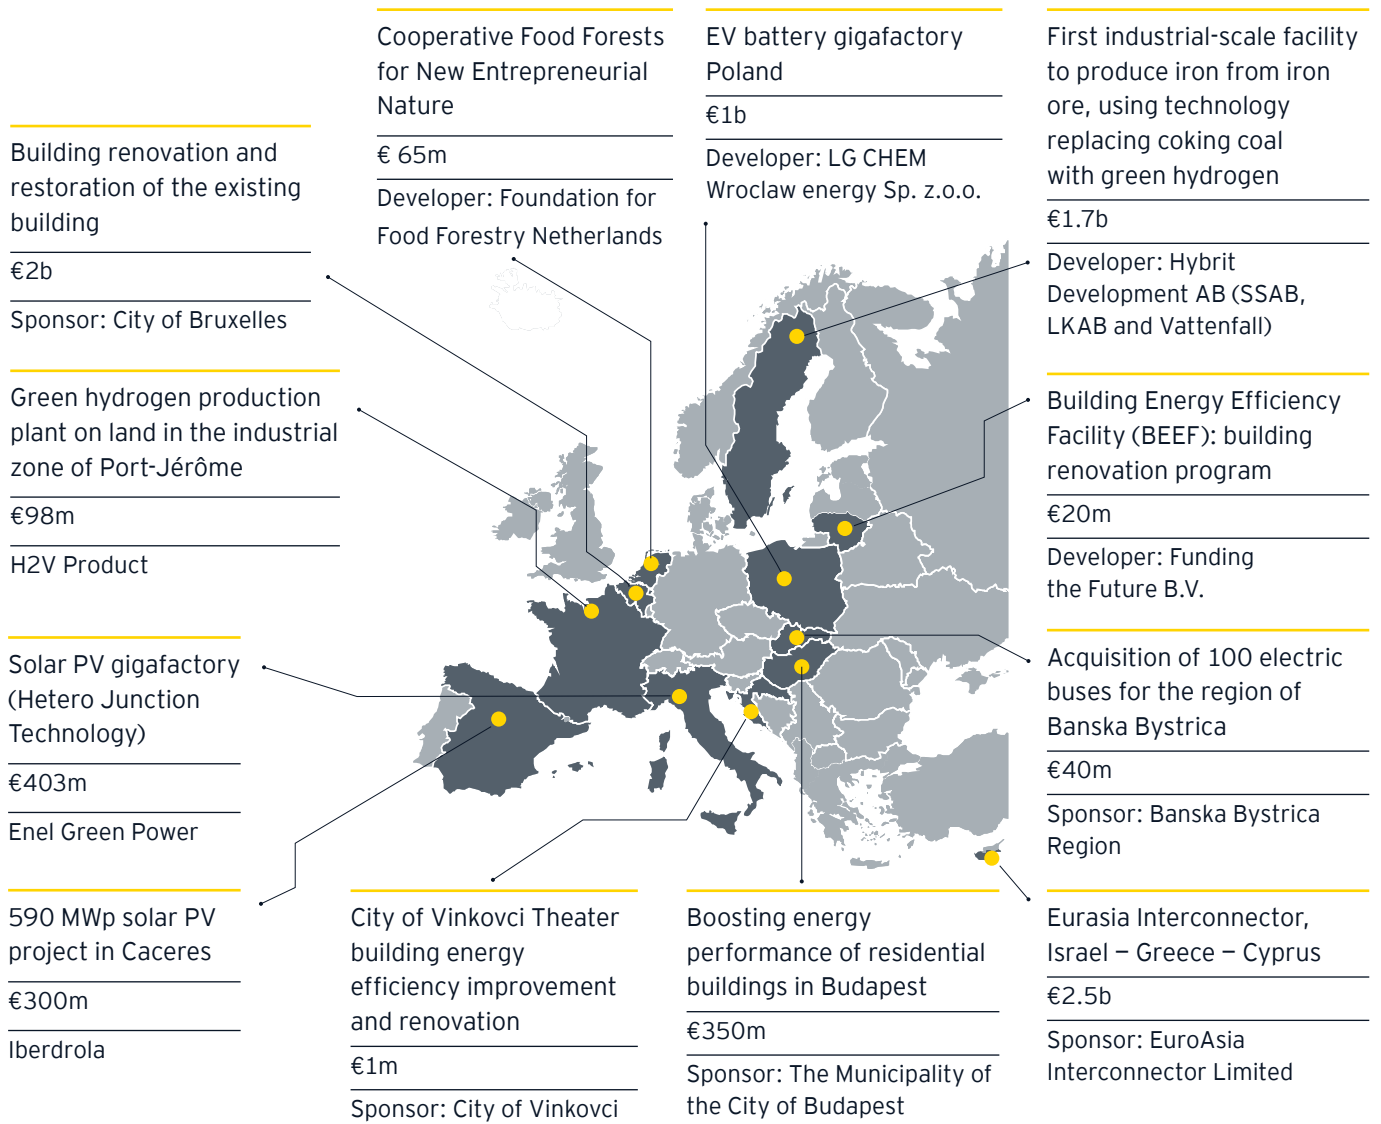 Cooperative Food Forests
for New Entrepreneurial
Nature
€ 65m
Developer: Foundation for
Food Forestry Netherlands
EV battery gigafactory
Poland
€1b
Developer: LG CHEM
Wroclaw energy Sp. z.o.o.
First industrial-scale facility
to produce iron from iron
ore, using technology
replacing coking coal
with green hydrogen
€1.7b
Developer: Hybrit
Development AB (SSAB,
LKAB and Vattenfall)
Building renovation and
restoration of the existing
building
€2b
Sponsor: City of Bruxelles
Green hydrogen production
plant on land in the industrial
zone of Port-Jérôme
€98m
H2V Product
Building Energy Efficiency
Facility (BEEF): building
renovation program
€20m
Developer: Funding
the Future B.V.
Solar PV gigafactory
(Hetero Junction
Technology)
€403m
Enel Green Power
Acquisition of 100 electric
buses for the region of
Banska Bystrica
€40m
Sponsor: Banska Bystrica
Region
590 MWp solar PV
project in Caceres
€300m
Iberdrola
City of Vinkovci Theater
building energy
efficiency improvement
and renovation
€1m
Sponsor: City of Vinkovci
Boosting energy
performance of residential
buildings in Budapest
€350m
Sponsor: The Municipality of
the City of Budapest
Eurasia Interconnector,
Israel – Greece – Cyprus
€2.5b
Sponsor: EuroAsia
Interconnector Limited